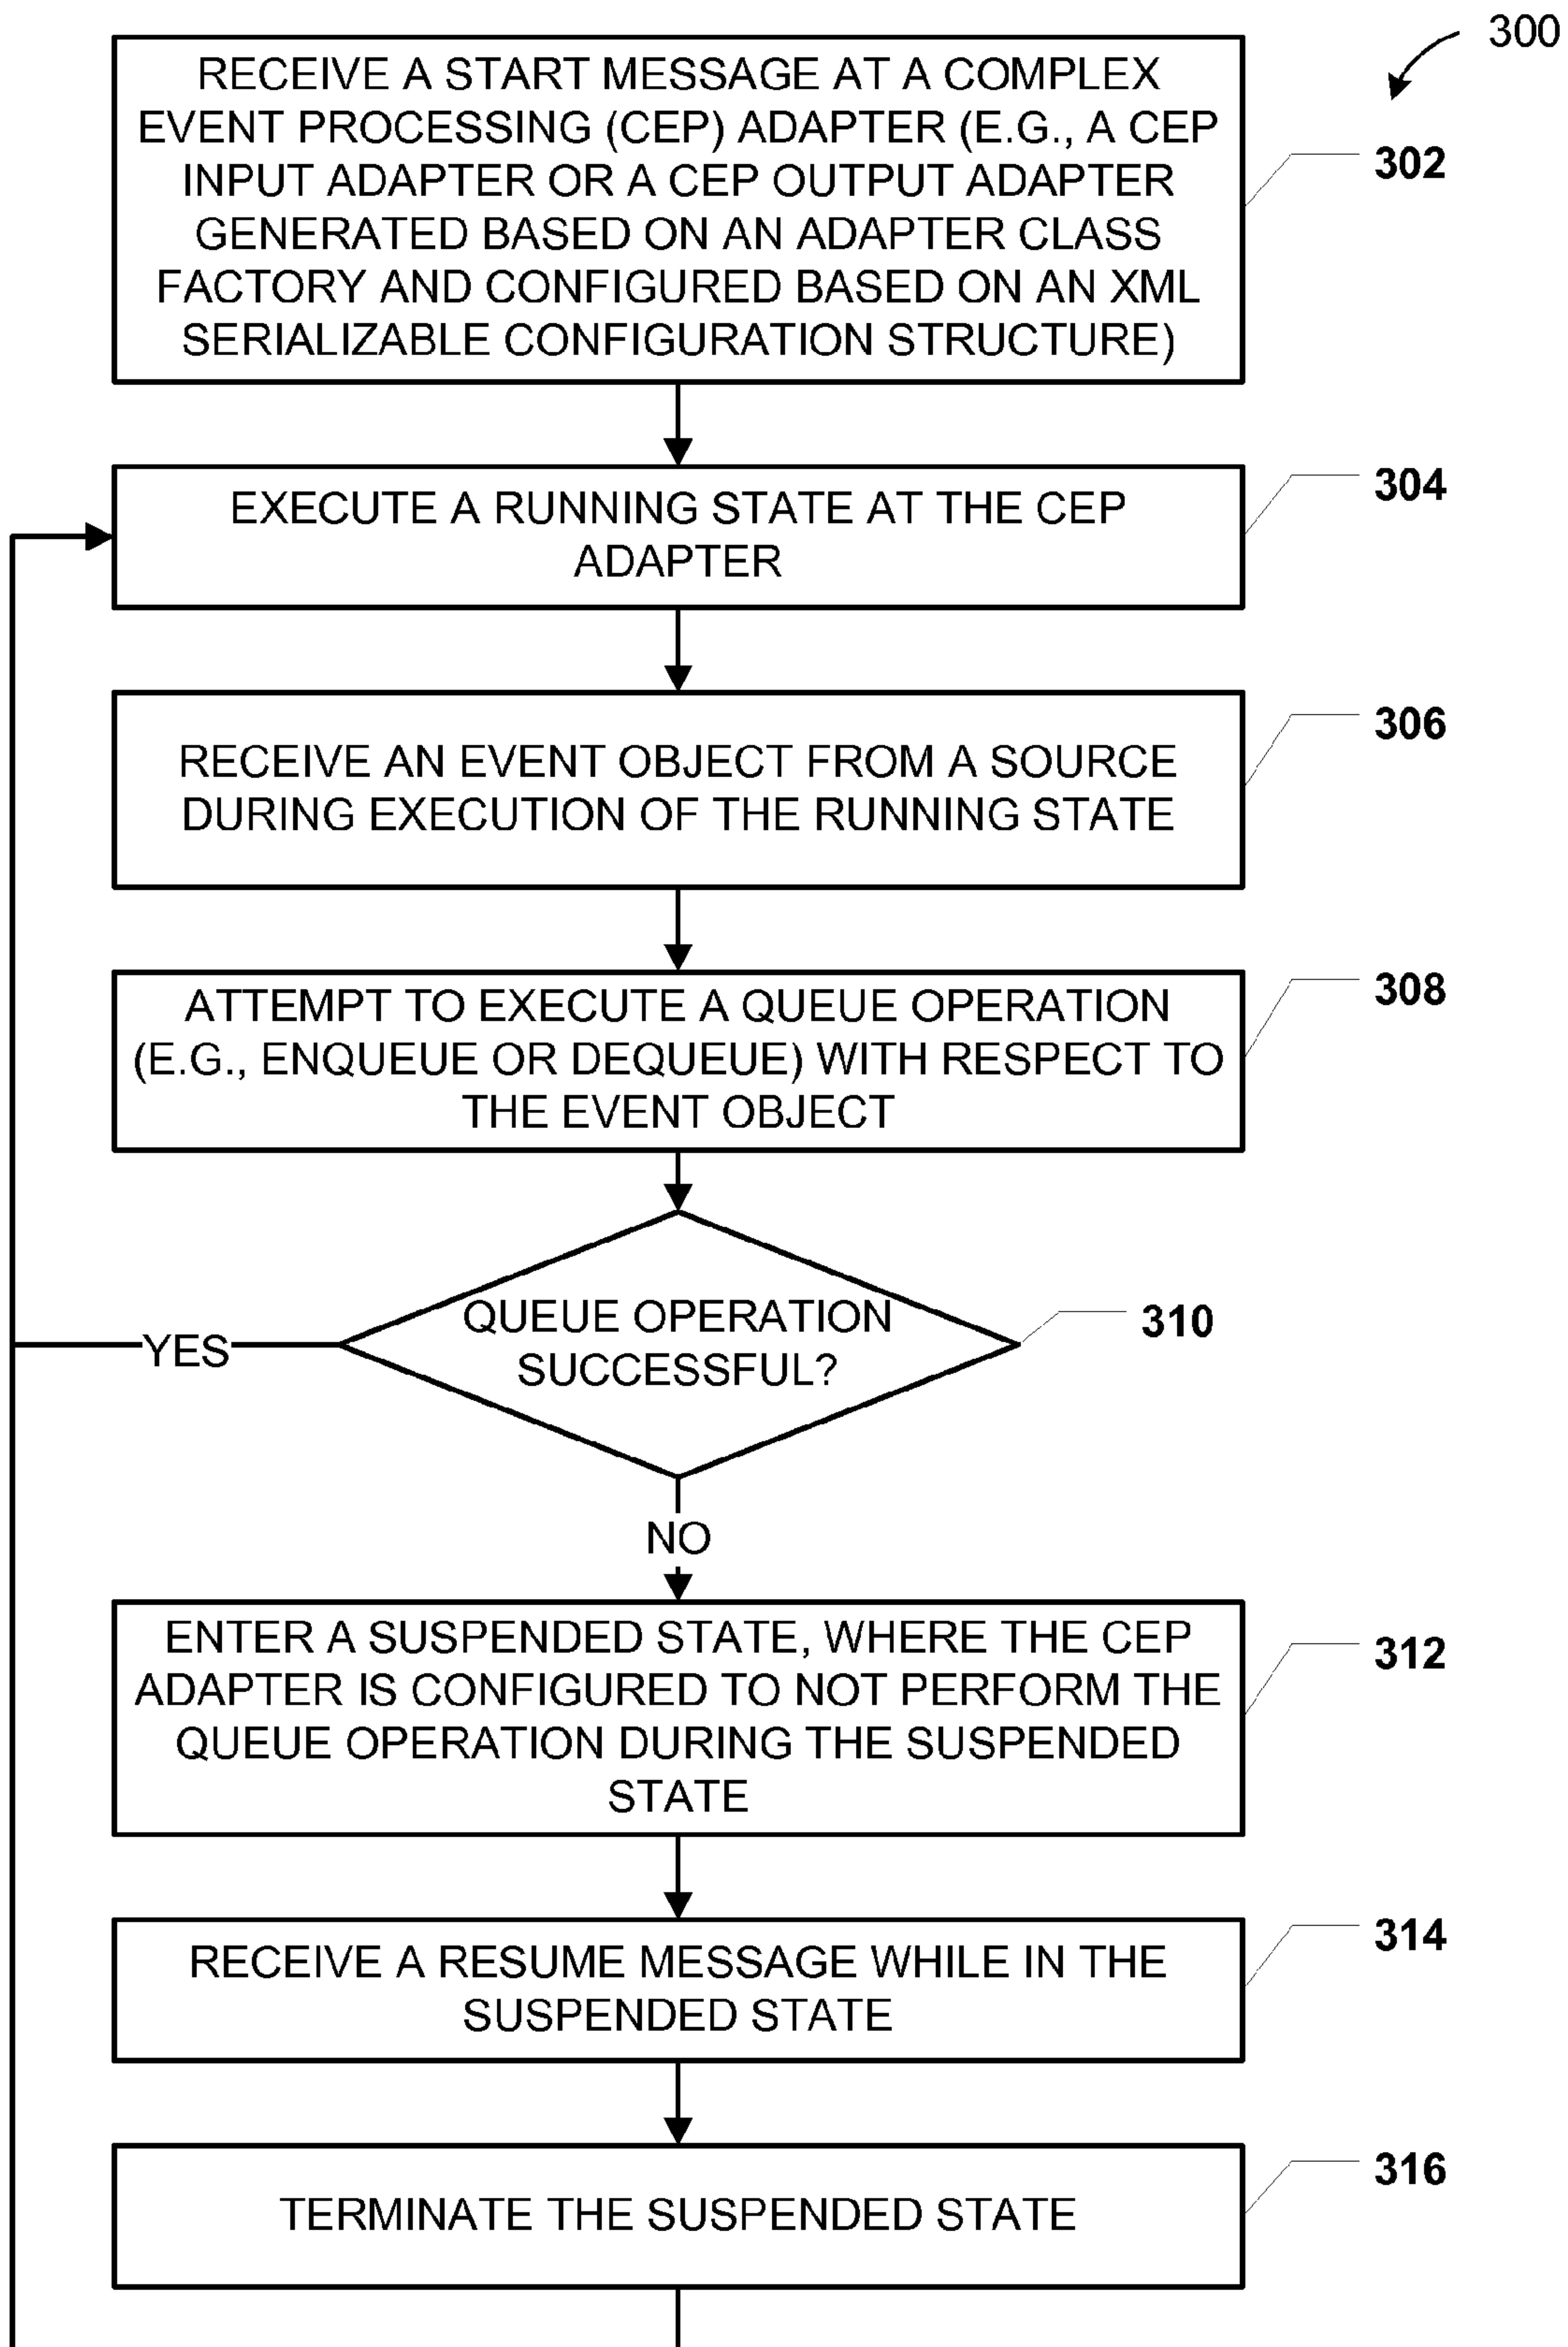 300
RECEIVE A START MESSAGE AT A COMPLEX
EVENT PROCESSING (CEP) ADAPTER (E.G., A CEP
INPUT ADAPTER OR A CEP OUTPUT ADAPTER
GENERATED BASED ON AN ADAPTER CLASS
FACTORY AND CONFIGURED BASED ON AN XML
SERIALIZABLE CONFIGURATION STRUCTURE)
302
EXECUTE A RUNNING STATE AT THE CEP
ADAPTER
304
RECEIVE AN EVENT OBJECT FROM A SOURCE
DURING EXECUTION OF THE RUNNING STATE
306
ATTEMPT TO EXECUTE A QUEUE OPERATION
(E.G., ENQUEUE OR DEQUEUE) WITH RESPECT TO
THE EVENT OBJECT
308
QUEUE OPERATION
SUCCESSFUL?
310
YES
NO
ENTER A SUSPENDED STATE, WHERE THE CEP
ADAPTER IS CONFIGURED TO NOT PERFORM THE
QUEUE OPERATION DURING THE SUSPENDED
STATE
312
RECEIVE A RESUME MESSAGE WHILE IN THE
SUSPENDED STATE
314
TERMINATE THE SUSPENDED STATE
316